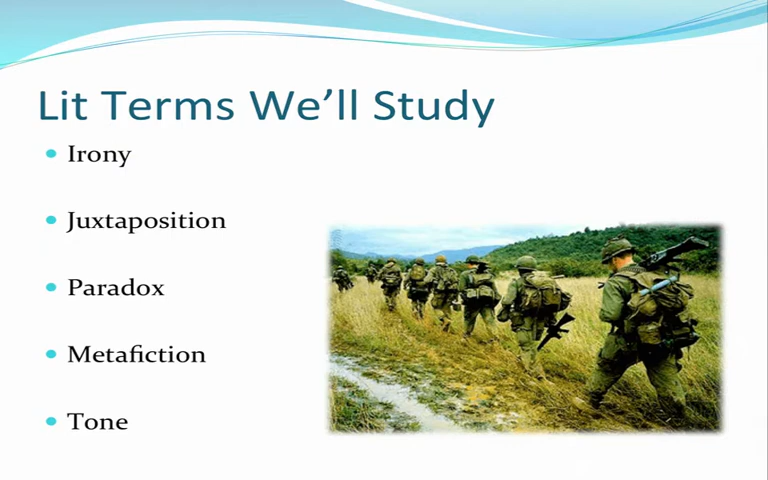 Lit Terms We’ll Study
Irony
Juxtaposition
Paradox
Metafiction
Tone